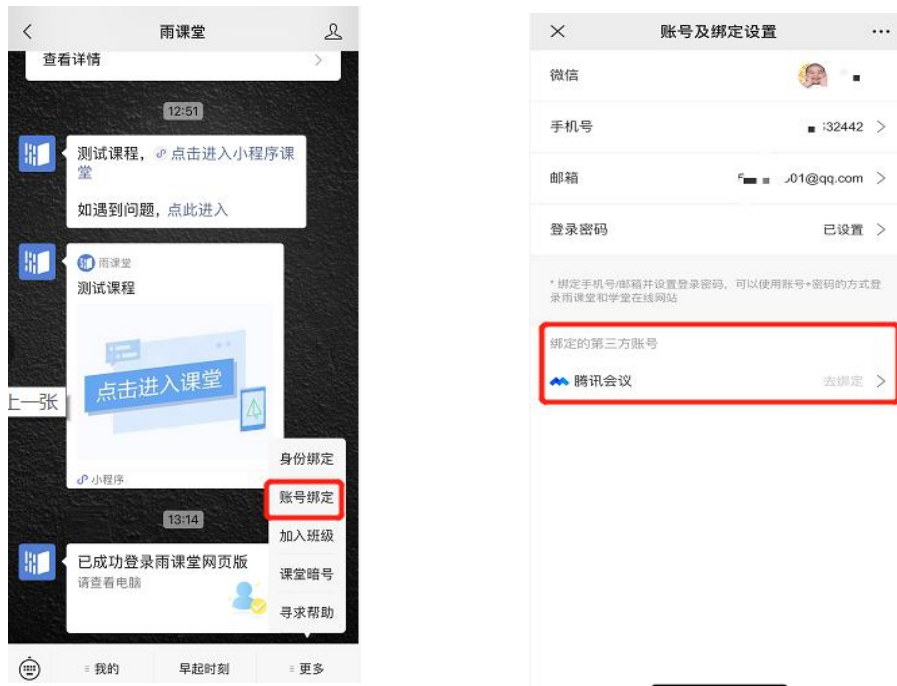 雨课堂
查看详情
12:51
测试课程，点击进入小程序课
堂
如遇到问题，点此进入
雨课堂
测试课程
点击进入课堂
上一张
小程序
身份绑定
账号绑定
加入班级
课堂暗号
寻求帮助
13:14
已成功登录雨课堂网页版
请查看电脑
我的
早起时刻
更多
账号及绑定设置
微信
手机号 32442
邮箱 01@qq.com
登录密码 已设置
*绑定手机号/邮箱并设置登录密码，可以使用账号+密码的方式登
录雨课堂和学堂在线网站
绑定的第三方账号
腾讯会议 去绑定